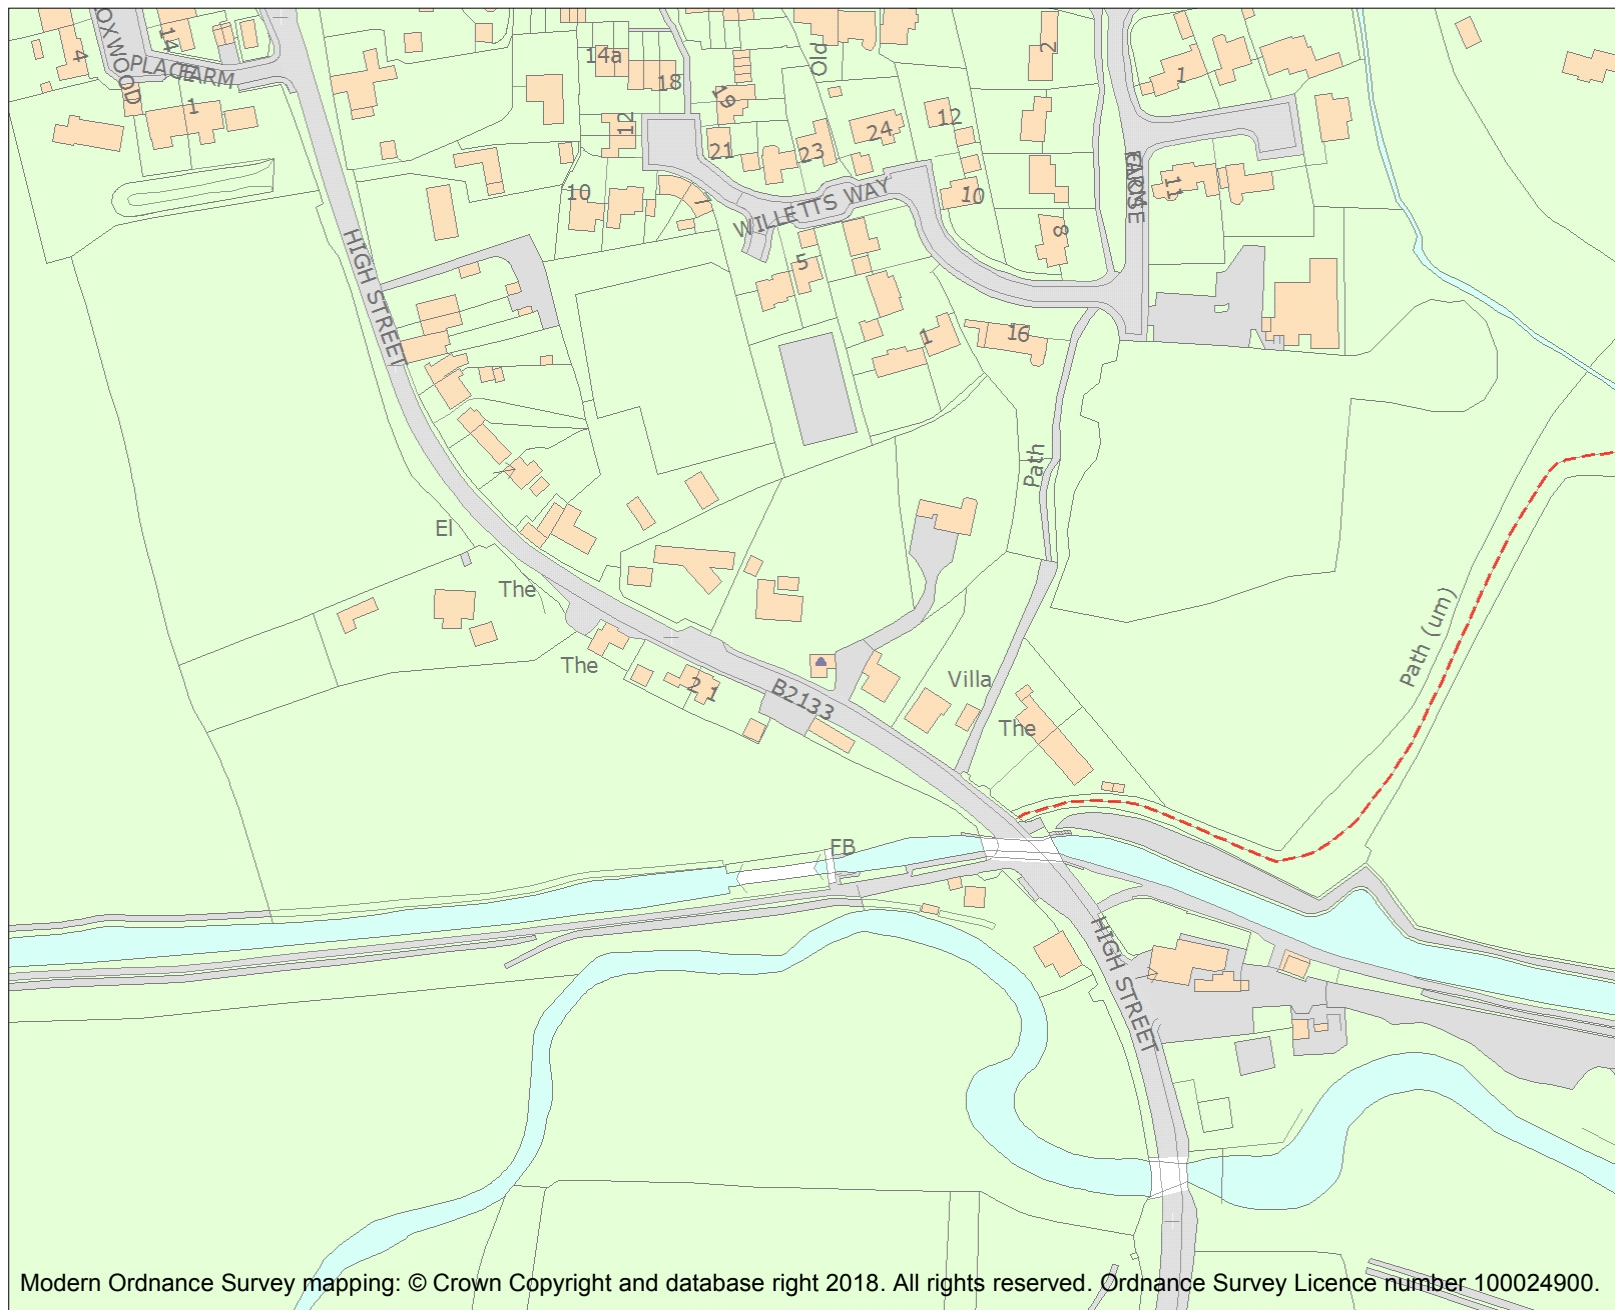 OXWOOD
PLACE
FARM
4
14
1
14a
18
19
Old
2
1
12
21
23
24
12
10
7
WILLETTS WAY
10
11
8
5
HIGH STREET
1
16
Path
El
The
The
2 1
B2133
Villa
The
Path (um)
FB
HIGH STREET
Modern Ordnance Survey mapping: © Crown Copyright and database right 2018. All rights reserved. Ordnance Survey Licence number 100024900.